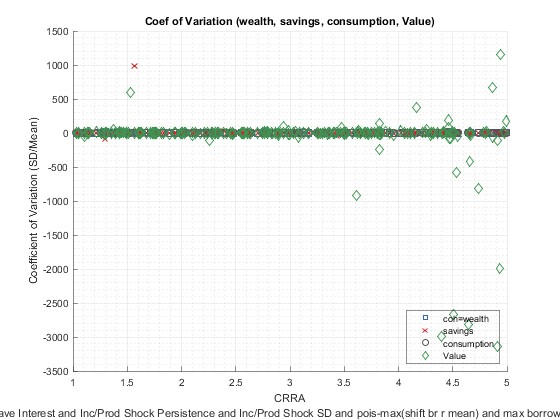 Coef of Variation (wealth, savings, consumption, Value)
1500
1000
500
0
-500
-1000
-1500
-2000
-2500
-3000
-3500
Coefficient of Variation (SD/Mean)
coh=wealth
savings
consumption
Value
1 1.5 2 2.5 3 3.5 4 4.5 5
CRRA
ave Interest and Inc/Prod Shock Persistence and Inc/Prod Shock SD and pois-max(shift br r mean) and max borrow